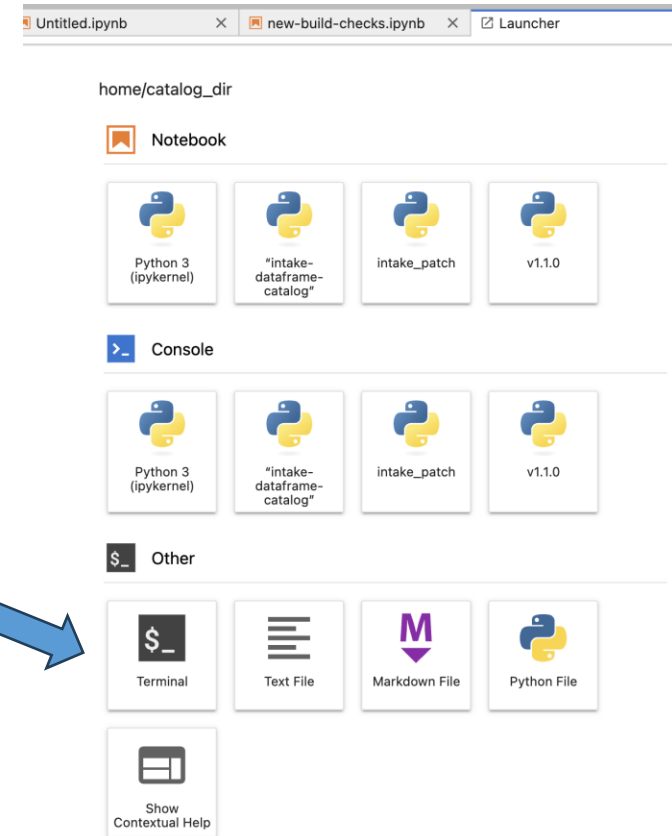 Untitled.ipynb
new-build-checks.ipynb
Launcher
home/catalog_dir
Notebook
Python 3
(ipykernel)
"intake-
dataframe-
catalog"
intake_patch
v1.1.0
>_ Console
Python 3
(ipykernel)
"intake-
dataframe-
catalog"
intake_patch
v1.1.0
$_ Other
$_
Terminal
Text File
M
Markdown File
Python File
Show
Contextual Help